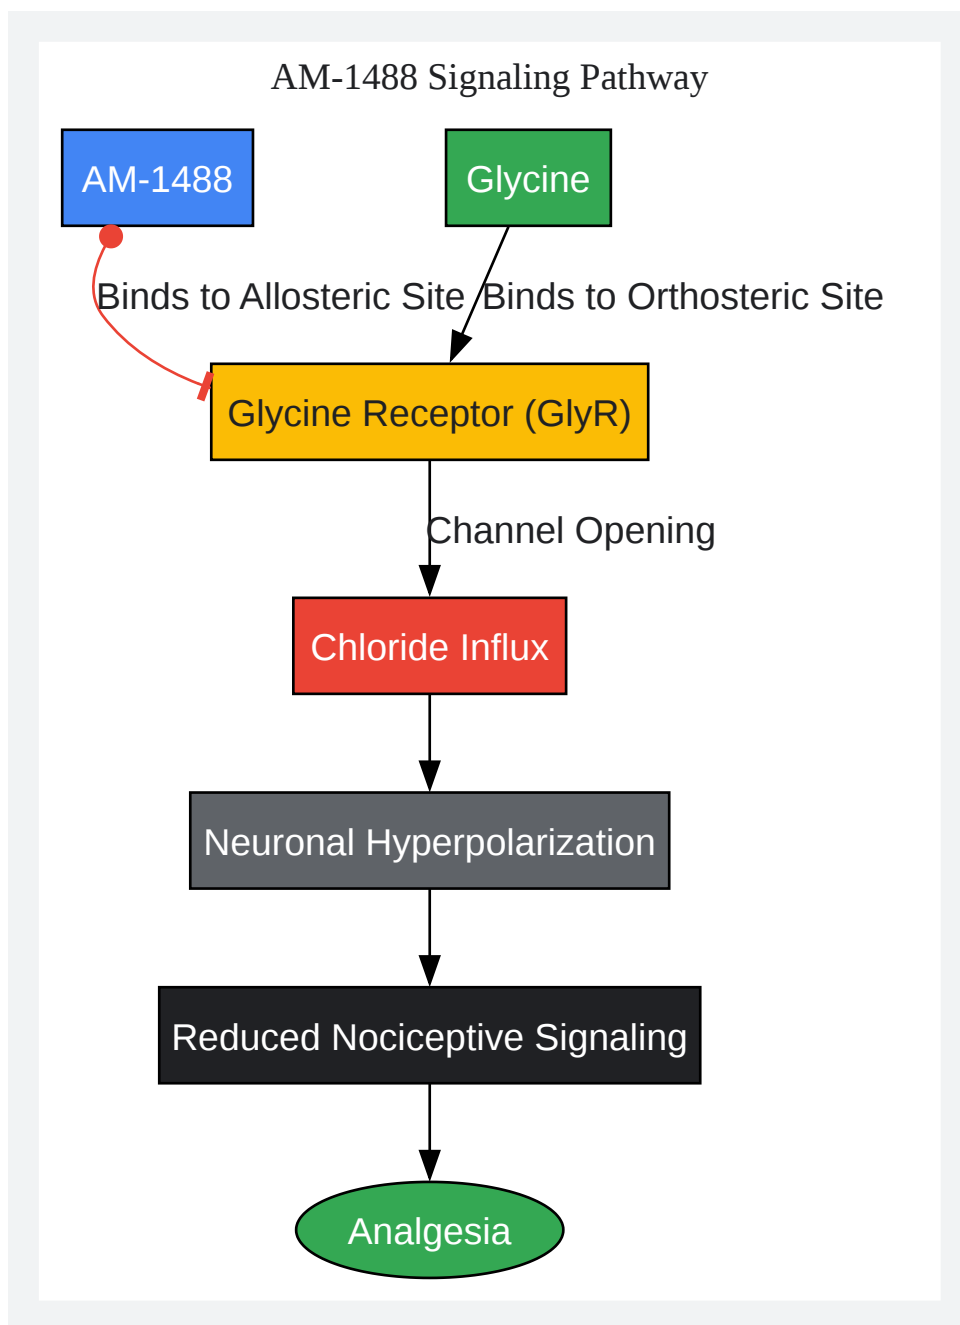 AM-1488 Signaling Pathway
AM-1488
Glycine
Binds to Allosteric Site
Binds to Orthosteric Site
Glycine Receptor (GlyR)
Channel Opening
Chloride Influx
Neuronal Hyperpolarization
Reduced Nociceptive Signaling
Analgesia